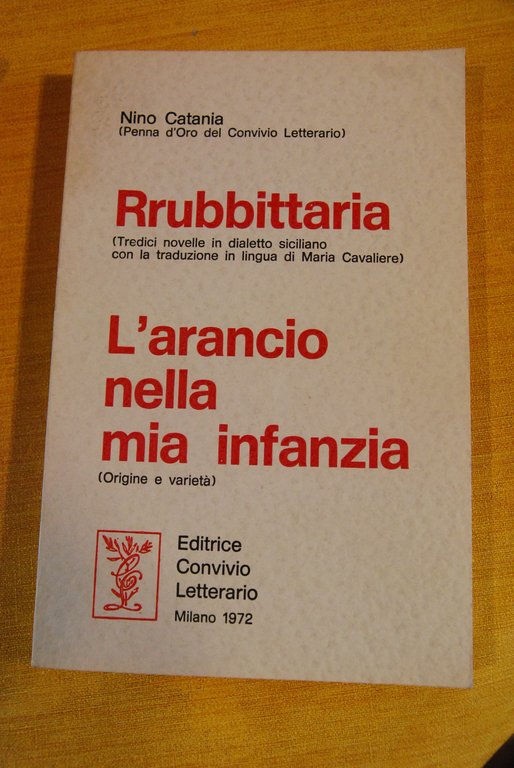 Nino Catania
(Penna d'Oro del Convivio Letterario)
Rrubbittaria
(Tredici novelle in dialetto siciliano
con la traduzione in lingua di Maria Cavaliere)
L'arancio
nella
mia infanzia
(Origine e varietà)
Editrice
Convivio
Letterario
Milano 1972